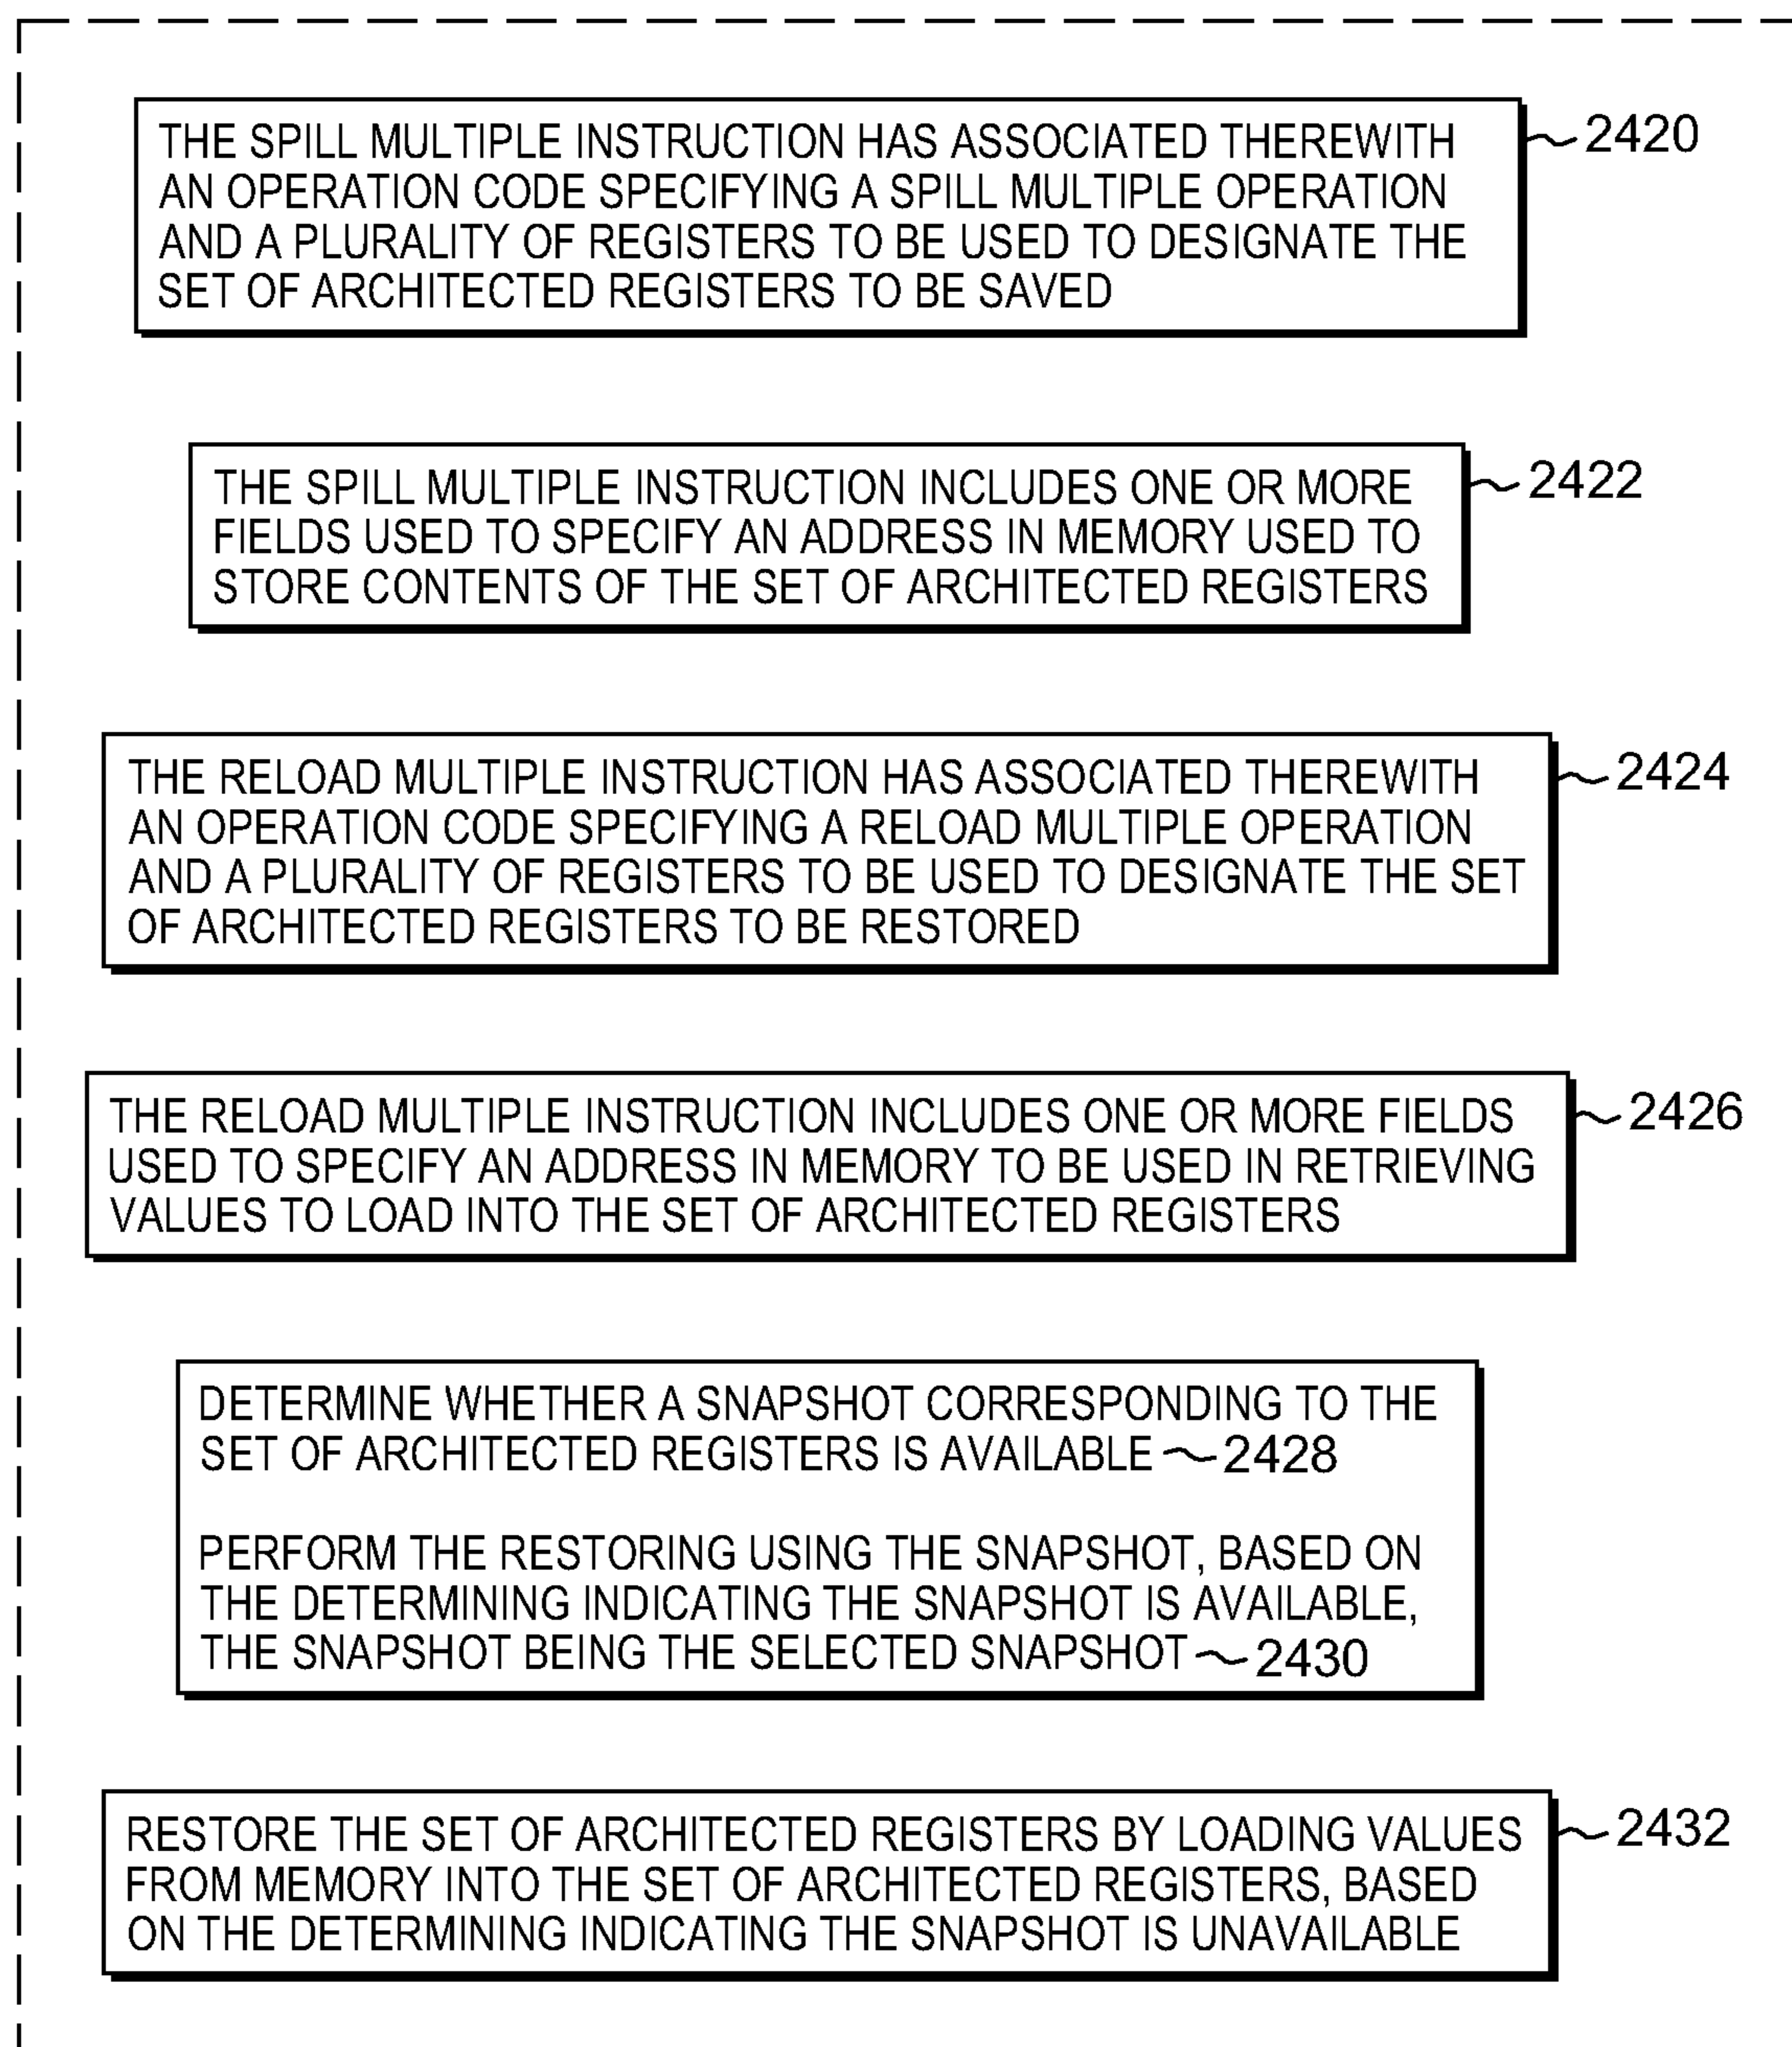 THE SPILL MULTIPLE INSTRUCTION HAS ASSOCIATED THEREWITH 2420
AN OPERATION CODE SPECIFYING A SPILL MULTIPLE OPERATION
AND A PLURALITY OF REGISTERS TO BE USED TO DESIGNATE THE
SET OF ARCHITECTED REGISTERS TO BE SAVED
THE SPILL MULTIPLE INSTRUCTION INCLUDES ONE OR MORE 2422
FIELDS USED TO SPECIFY AN ADDRESS IN MEMORY USED TO
STORE CONTENTS OF THE SET OF ARCHITECTED REGISTERS
THE RELOAD MULTIPLE INSTRUCTION HAS ASSOCIATED THEREWITH 2424
AN OPERATION CODE SPECIFYING A RELOAD MULTIPLE OPERATION
AND A PLURALITY OF REGISTERS TO BE USED TO DESIGNATE THE SET
OF ARCHITECTED REGISTERS TO BE RESTORED
THE RELOAD MULTIPLE INSTRUCTION INCLUDES ONE OR MORE FIELDS 2426
USED TO SPECIFY AN ADDRESS IN MEMORY TO BE USED IN RETRIEVING
VALUES TO LOAD INTO THE SET OF ARCHITECTED REGISTERS
DETERMINE WHETHER A SNAPSHOT CORRESPONDING TO THE
SET OF ARCHITECTED REGISTERS IS AVAILABLE 2428
PERFORM THE RESTORING USING THE SNAPSHOT, BASED ON
THE DETERMINING INDICATING THE SNAPSHOT IS AVAILABLE,
THE SNAPSHOT BEING THE SELECTED SNAPSHOT 2430
RESTORE THE SET OF ARCHITECTED REGISTERS BY LOADING VALUES 2432
FROM MEMORY INTO THE SET OF ARCHITECTED REGISTERS, BASED
ON THE DETERMINING INDICATING THE SNAPSHOT IS UNAVAILABLE